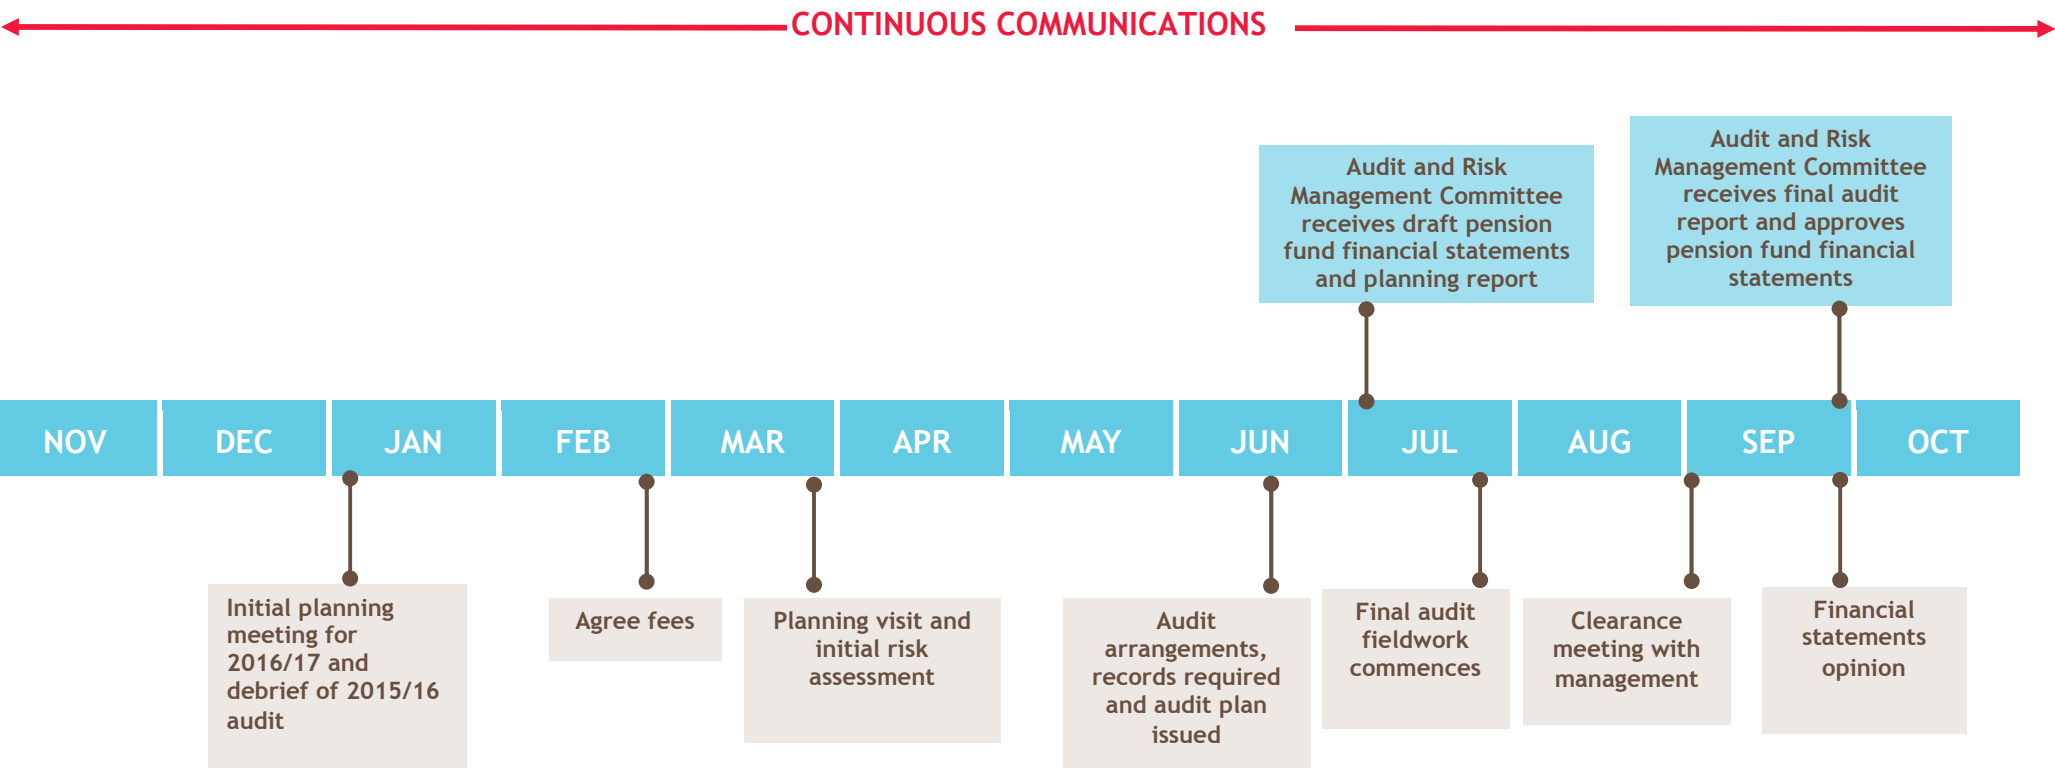 CONTINUOUS COMMUNICATIONS
Audit and Risk
Management Committee
receives draft pension
fund financial statements
and planning report
Audit and Risk
Management Committee
receives final audit
report and approves
pension fund financial
statements
NOV
DEC
JAN
FEB
MAR
APR
MAY
JUN
JUL
AUG
SEP
OCT
Initial planning
meeting for
2016/17 and
debrief of 2015/16
audit
Agree fees
Planning visit and
initial risk
assessment
Audit
arrangements,
records required
and audit plan
issued
Final audit
fieldwork
commences
Clearance
meeting with
management
Financial
statements
opinion